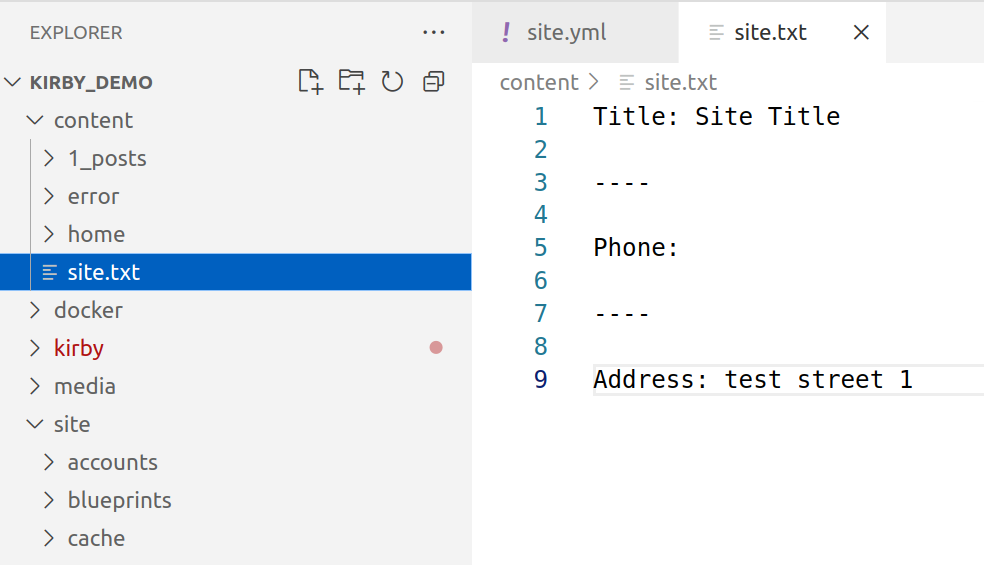 EXPLORER
KIRBY_DEMO
content
1_posts
error
home
site.txt
docker
kirby
media
site
accounts
blueprints
cache
! site.yml
site.txt
content > site.txt
1 Title: Site Title
2
3 ----
4
5 Phone:
6
7 ----
8
9 Address: test street 1